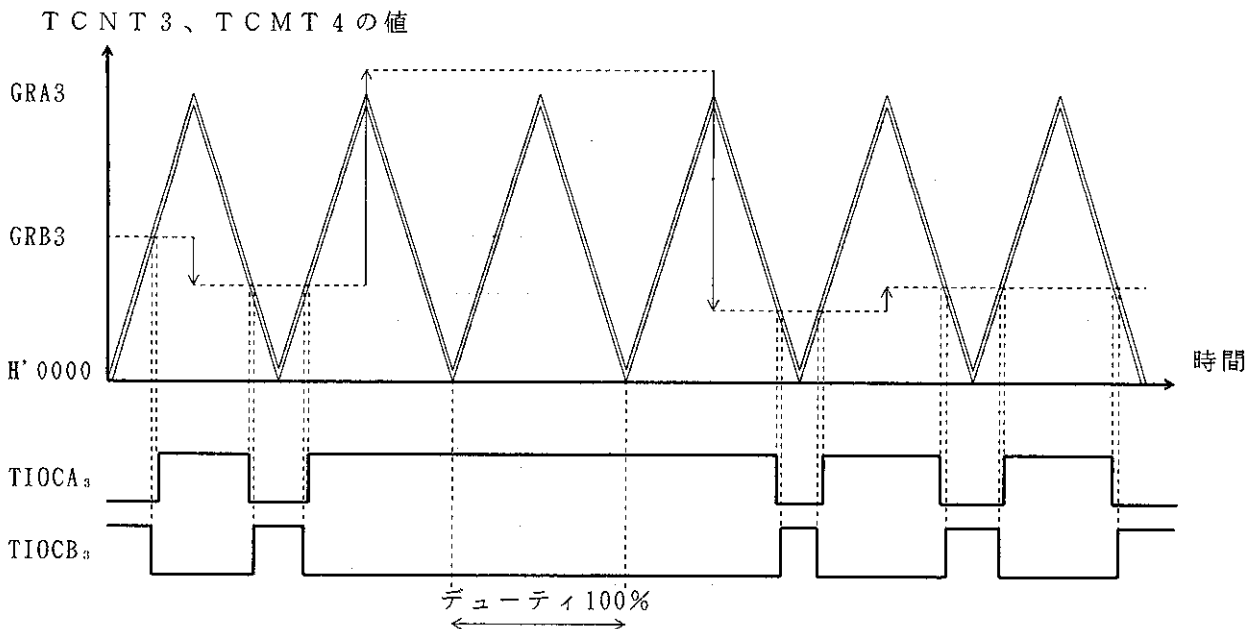 TCNT3、TCMT4の値
GRA3
GRB3
H'0000
時間
TIOCA₃
TIOCB₃
デューティ100%